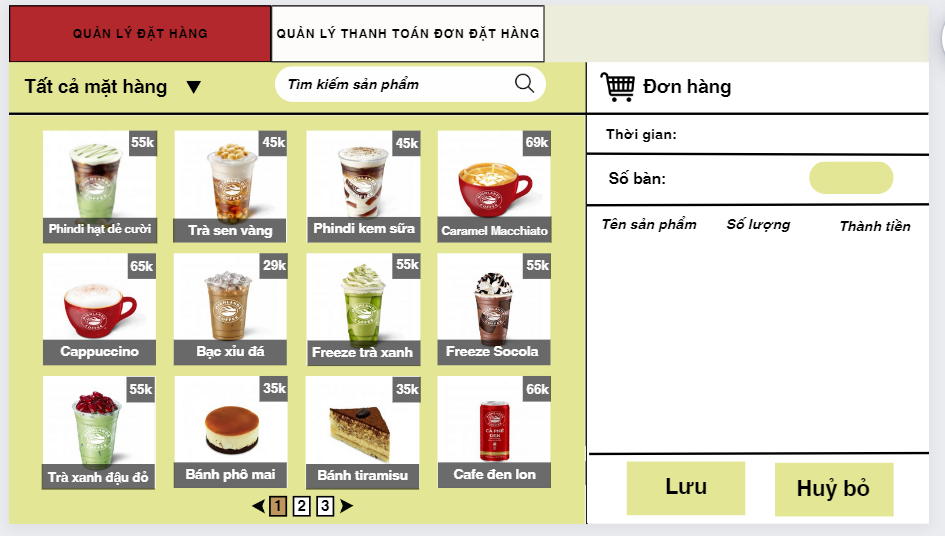 QUẢN LÝ ĐẶT HÀNG
QUẢN LÝ THANH TOÁN ĐƠN ĐẶT HÀNG
Tất cả mặt hàng ▼
Tìm kiếm sản phẩm
Đơn hàng
Thời gian:
Số bàn:
Tên sản phẩm Số lượng Thành tiền
55k
Phindi hạt dẻ cười
45k
Trà sen vàng
45k
Phindi kem sữa
69k
Caramel Macchiato
65k
Cappuccino
29k
Bạc xỉu đá
55k
Freeze trà xanh
55k
Freeze Socola
55k
Trà xanh đậu đỏ
35k
Bánh phô mai
35k
Bánh tiramisu
66k
CÀ PHÊ
ĐEN
Cafe đen lon
1 2 3
Lưu
Huỷ bỏ